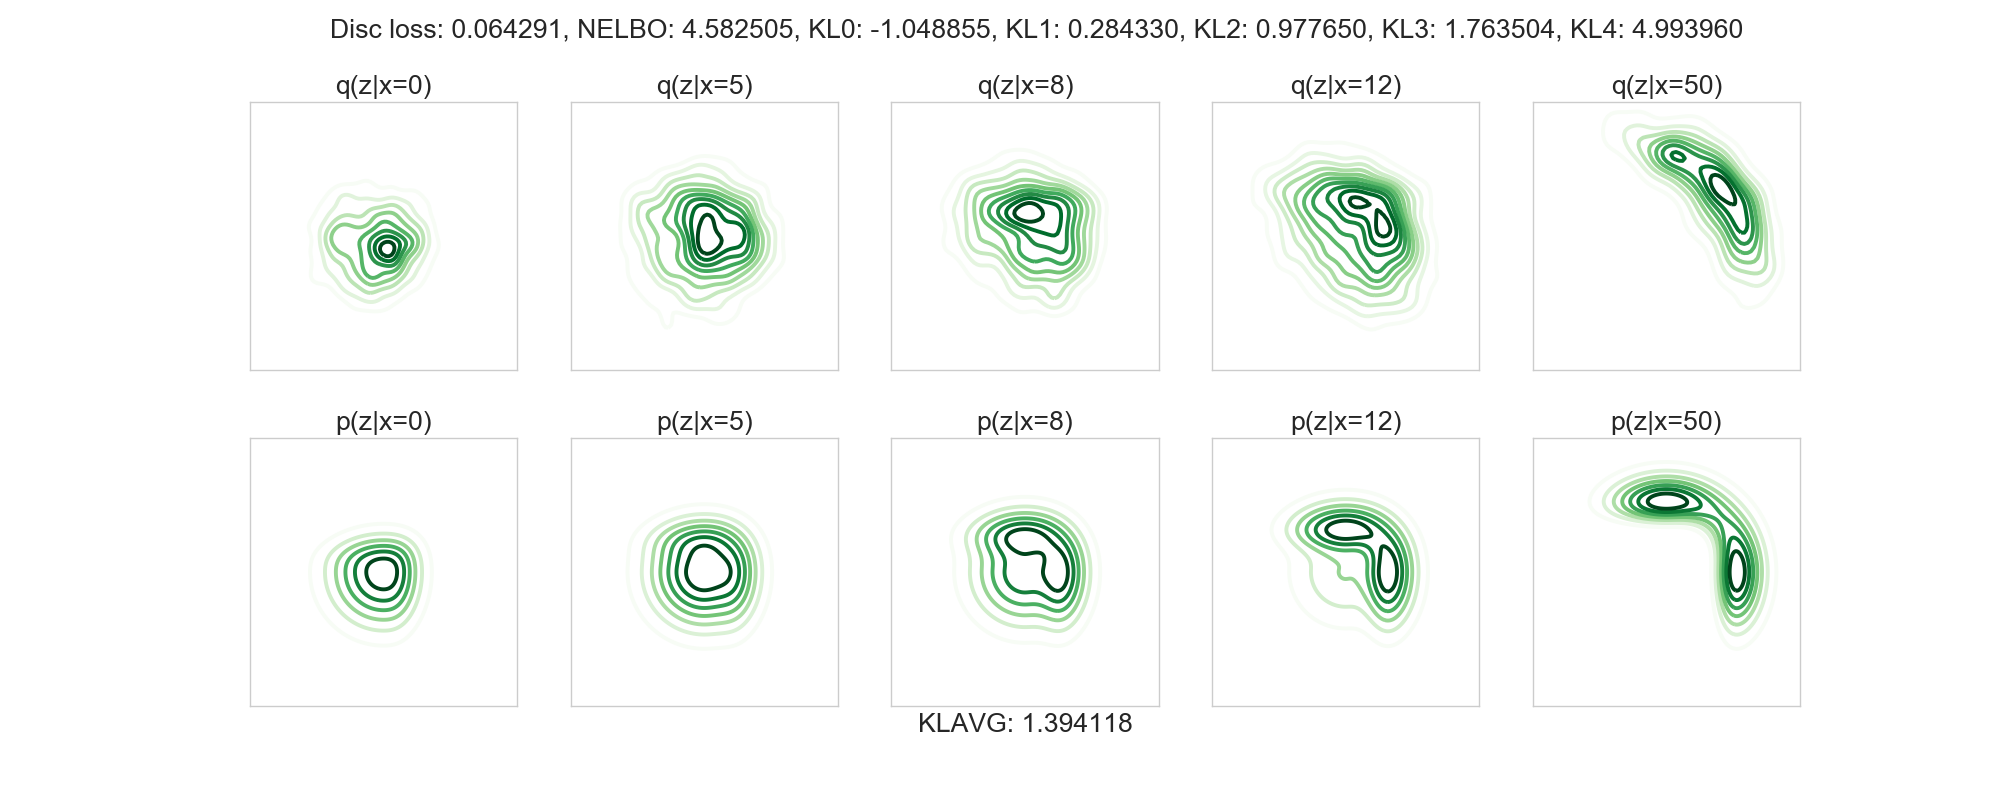 Disc loss: 0.064291, NELBO: 4.582505, KL0: -1.048855, KL1: 0.284330, KL2: 0.977650, KL3: 1.763504, KL4: 4.993960
q(z|x=0)
q(z|x=5)
q(z|x=8)
q(z|x=12)
q(z|x=50)
p(z|x=0)
p(z|x=5)
p(z|x=8)
p(z|x=12)
p(z|x=50)
KLAVG: 1.394118